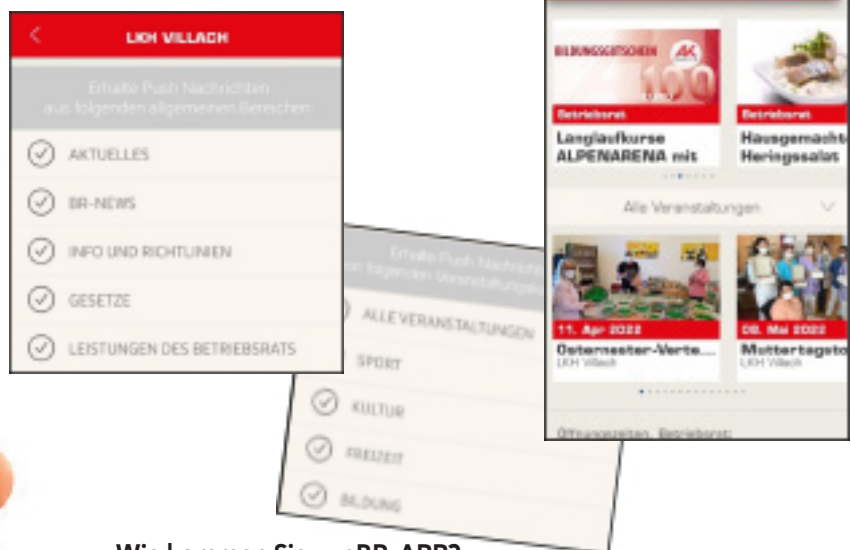 LKH VILLACH
Erhalte Push Nachrichten
aus folgenden allgemeinen Bereichen
AKTUELLES
BR-NEWS
INFO UND RICHTLINIEN
GESETZE
LEISTUNGEN DES BETRIEBSRATS
Erhalte Push Nachrichten
folgenden
ALLE VERANSTALTUNGEN
SPORT
KULTUR
FREIZEIT
BILDUNG
BILDUNGSGUTSCHEIN
AK
100
Betriebsrat
Langlaufkurse
ALPENARENA mit
Betriebsrat
Hausgemacht
Heringssalat
Alle Veranstaltungen
11. Apr 2022
Osternester-Verte....
LKH Villach
08. Mai 2022
Muttertagsto
LKH Villach
Öffnungszeiten, Betriebsrat:
Wie kommen Sie zur BR-APP?